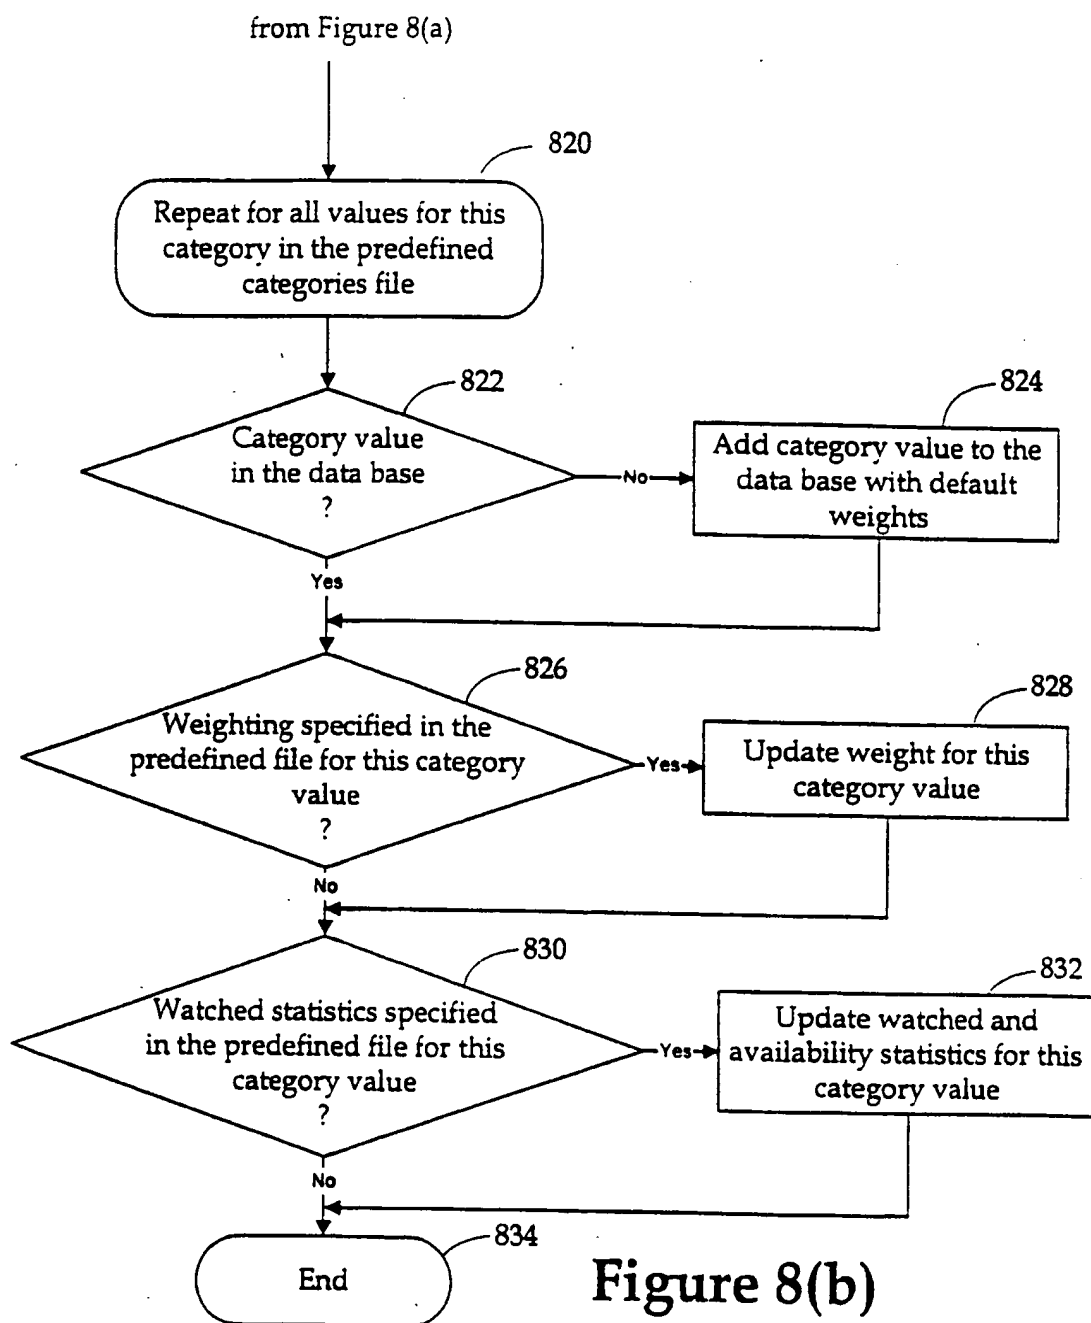 from Figure 8(a)
820
Repeat for all values for this
category in the predefined
categories file
822
Category value
in the data base
?
No
824
Add category value to the
data base with default
weights
Yes
826
Weighting specified in the
predefined file for this category
value
?
Yes
828
Update weight for this
category value
No
830
Watched statistics specified
in the predefined file for this
category value
?
Yes
832
Update watched and
availability statistics for this
category value
No
834
End
Figure 8(b)